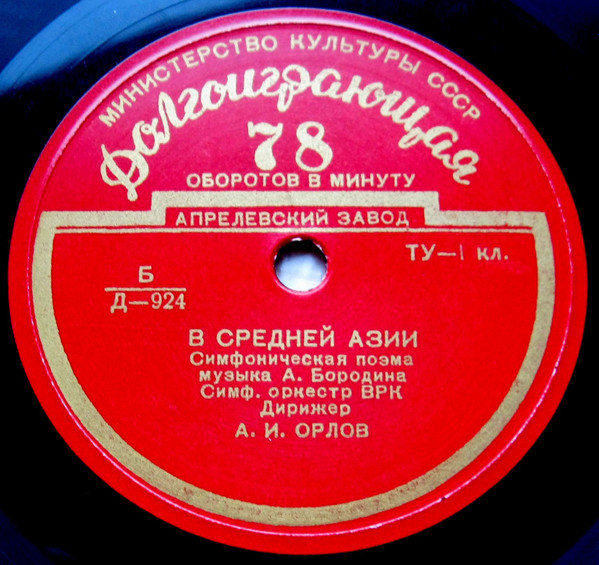 МИНИСТЕРСТВО КУЛЬТУРЫ СССР
Долгоиграющая
78
ОБОРОТОВ В МИНУТУ
АПРЕЛЕВСКИЙ ЗАВОД
ТУ—1 кл.
Б
Д—924
В СРЕДНЕЙ АЗИИ
Симфоническая поэма
музыка А. Бородина
Симф. оркестр ВРК
Дирижер
А. И. ОРЛОВ